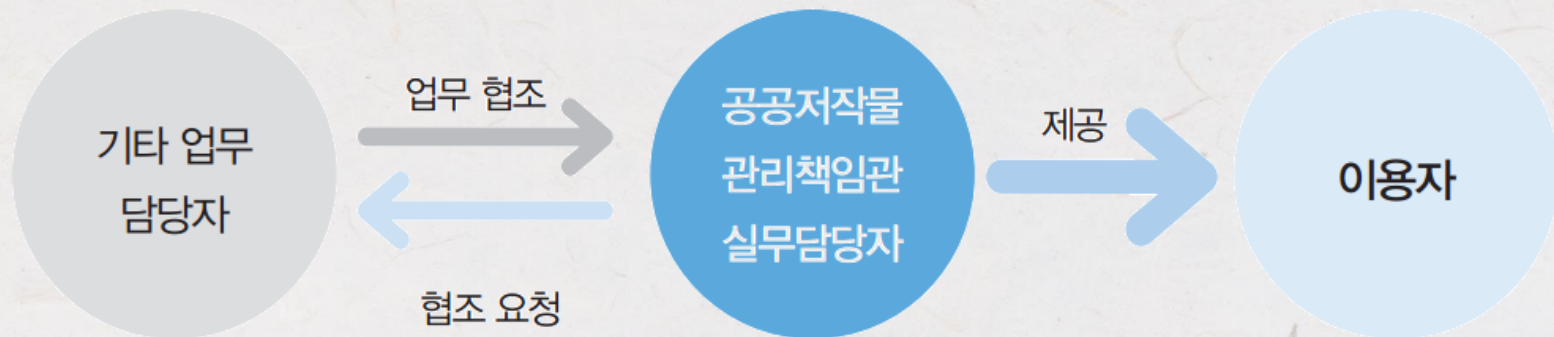 기타 업무
담당자
업무 협조
협조 요청
공공저작물
관리책임관
실무담당자
제공
이용자